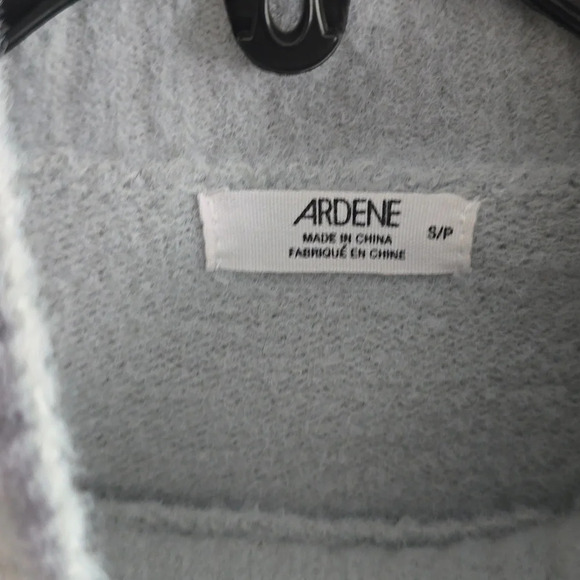 ARDENE
S/P
MADE IN CHINA
FABRIQUÉ EN CHINE